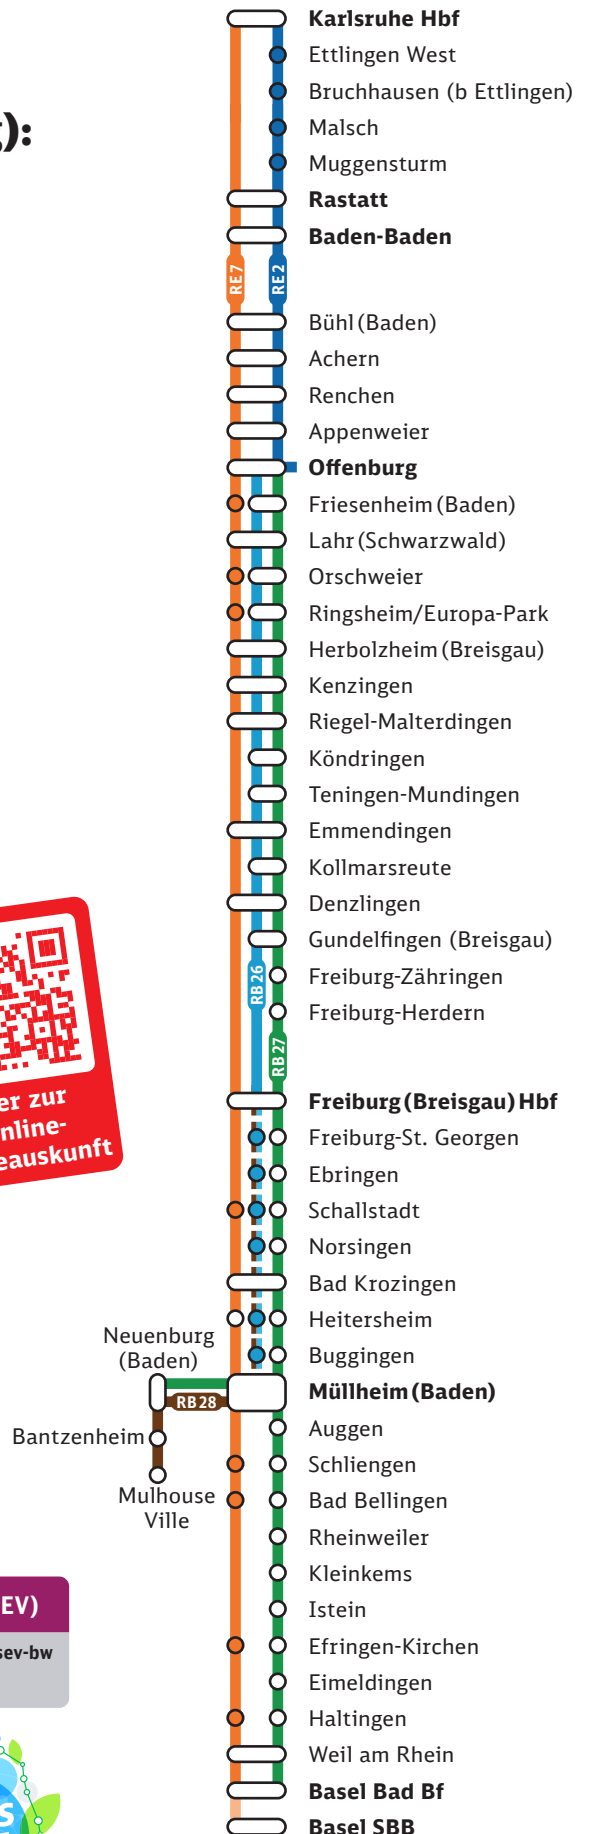 Karlsruhe Hbf
Ettlingen West
Bruchhausen (b Ettlingen)
):
Malsch
Muggensturm
Rastatt
Baden-Baden
RE 7
RE 2
Bühl (Baden)
Achern
Renchen
Appenweier
Offenburg
Friesenheim (Baden)
Lahr (Schwarzwald)
Orschweier
Ringsheim/Europa-Park
Herbolzheim (Breisgau)
Kenzingen
Riegel-Malterdingen
Köndringen
Teningen-Mundingen
Emmendingen
Kollmarsreute
Denzlingen
Gundelfingen (Breisgau)
RB 26
Freiburg-Zähringen
Freiburg-Herdern
RB 27
er zur
nline-
eauskunft
Freiburg (Breisgau) Hbf
Freiburg-St. Georgen
Ebringen
Schallstadt
Norsingen
Bad Krozingen
Heitersheim
Neuenburg
(Baden)
Buggingen
Müllheim (Baden)
RB 28
Auggen
Bantzenheim
Schliengen
Mulhouse
Ville
Bad Bellingen
Rheinweiler
Kleinkems
EV)
Istein
sev-bw
Efringen-Kirchen
Eimeldingen
Haltingen
Weil am Rhein
Basel Bad Bf
S
Basel SBB